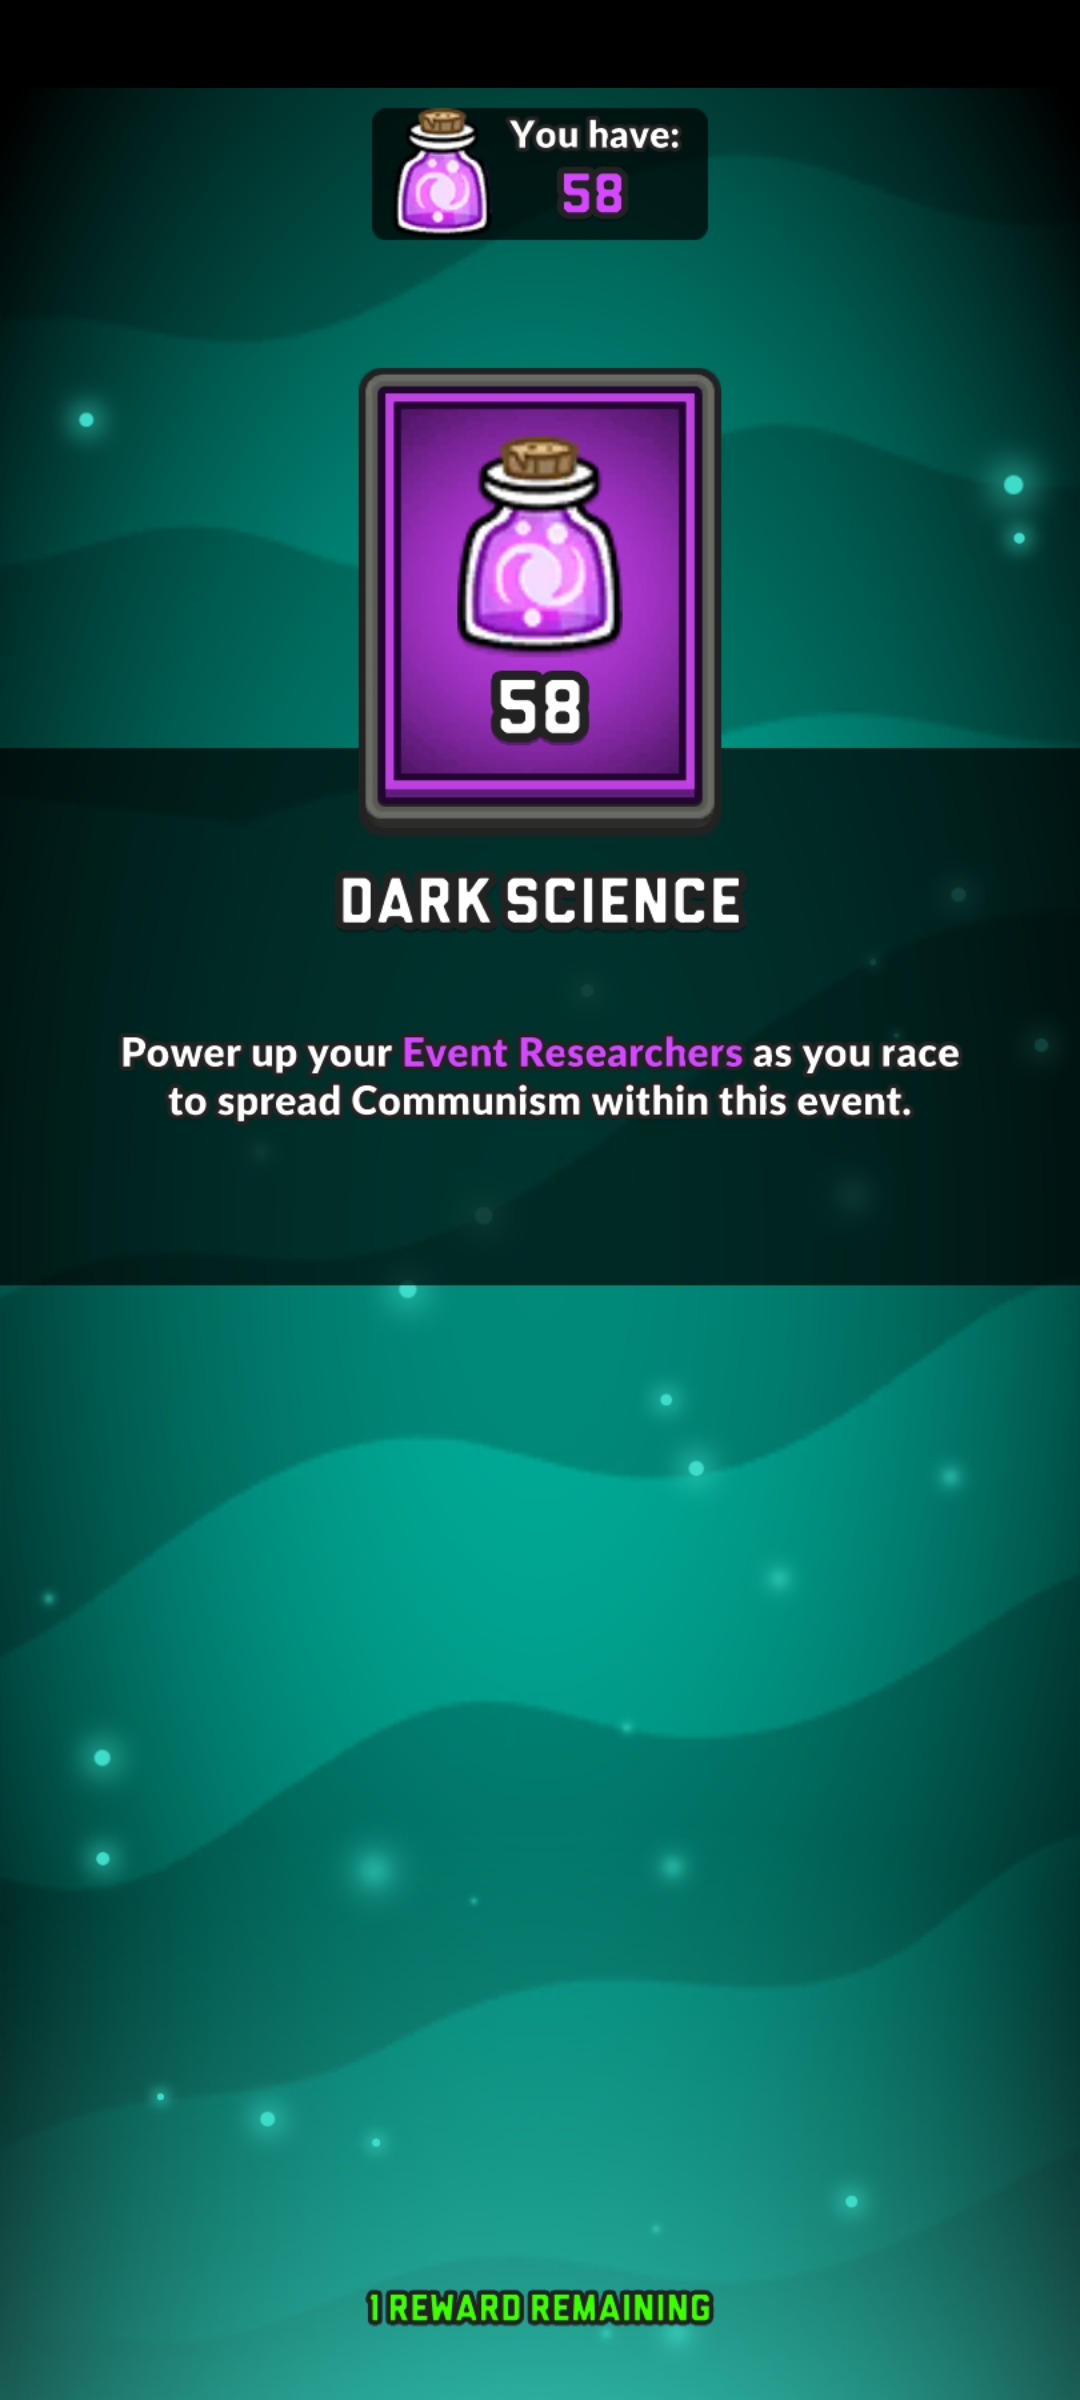 You have:
58
58
DARK SCIENCE
Power up your Event Researchers as you race
to spread Communism within this event.
1 REWARD REMAINING